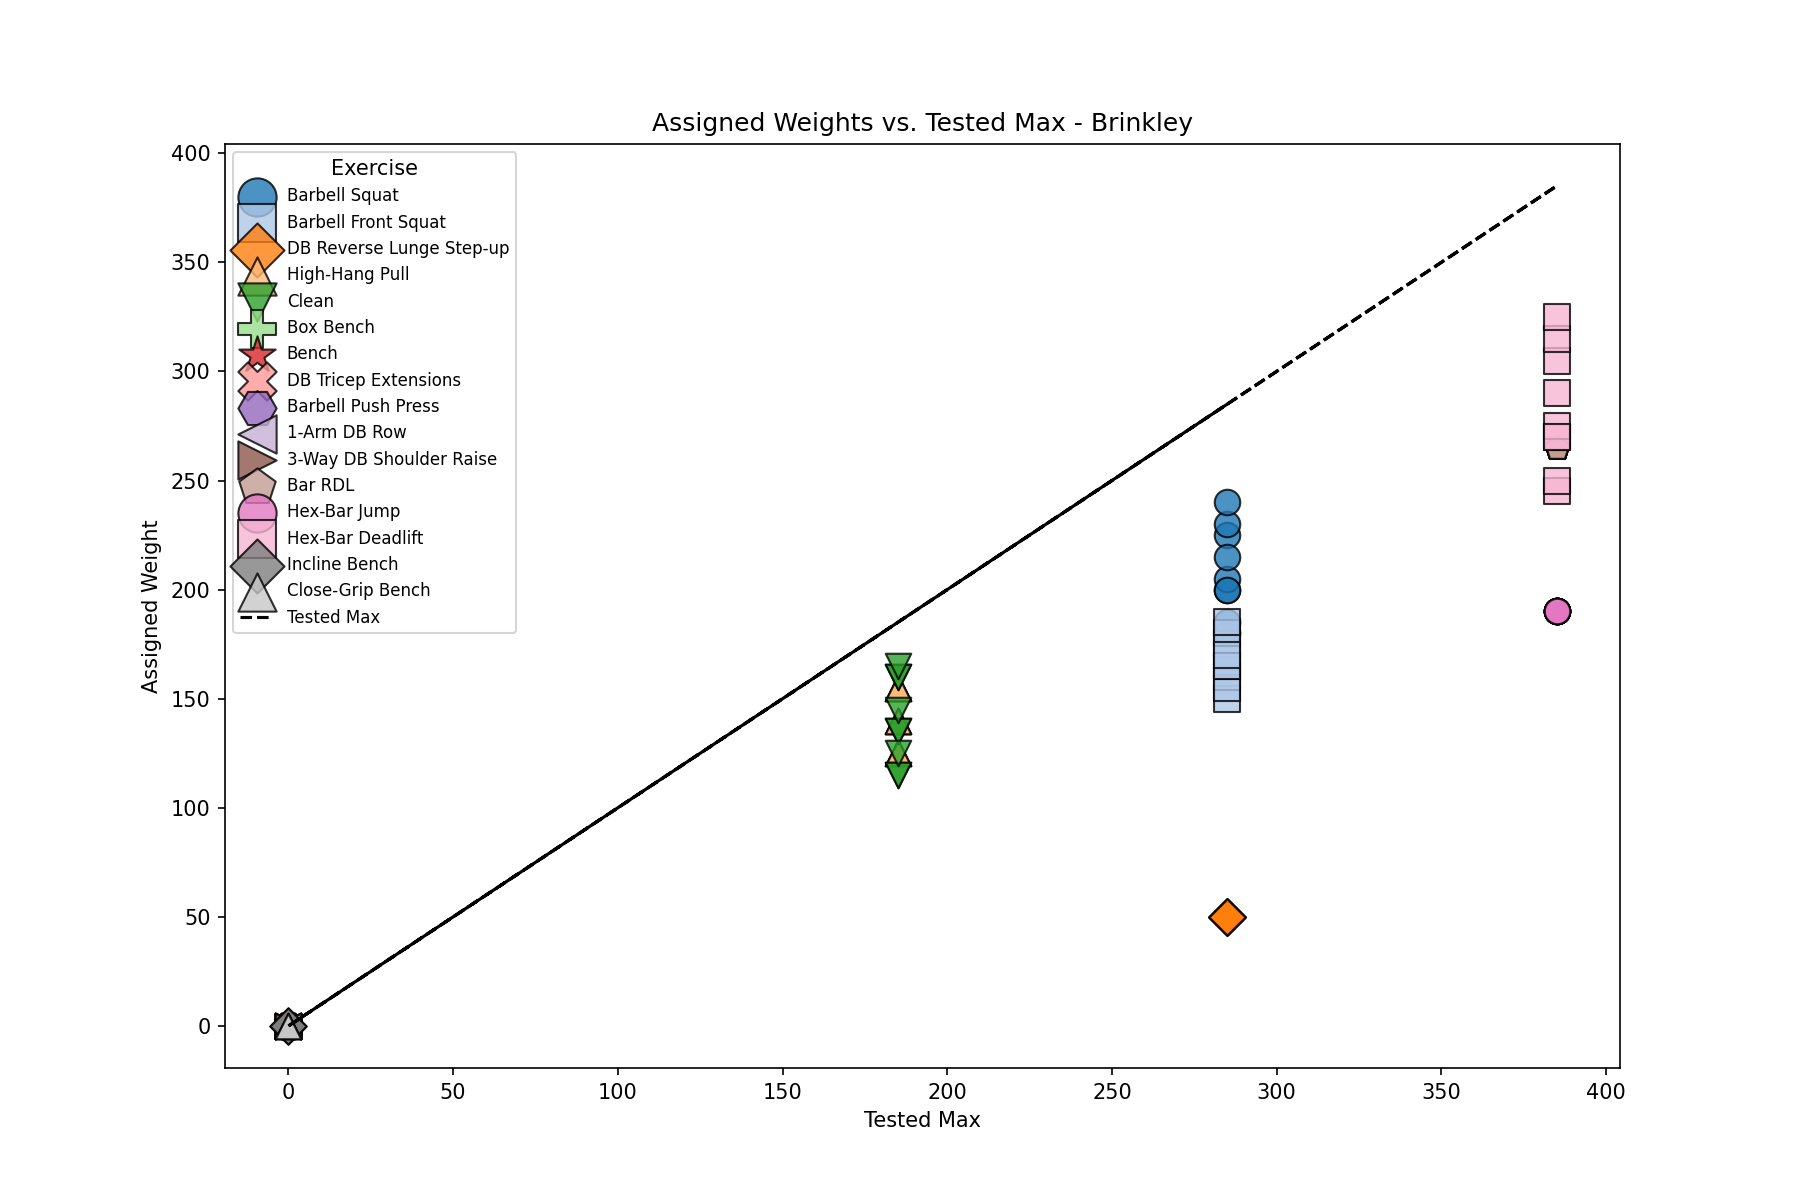 Assigned Weights vs. Tested Max - Brinkley
Exercise
Barbell Squat
Barbell Front Squat
DB Reverse Lunge Step-up
High-Hang Pull
Clean
Box Bench
Bench
DB Tricep Extensions
Barbell Push Press
1-Arm DB Row
3-Way DB Shoulder Raise
Bar RDL
Hex-Bar Jump
Hex-Bar Deadlift
Incline Bench
Close-Grip Bench
Tested Max
Assigned Weight
400
350
300
250
200
150
100
50
0
0 50 100 150 200 250 300 350 400
Tested Max